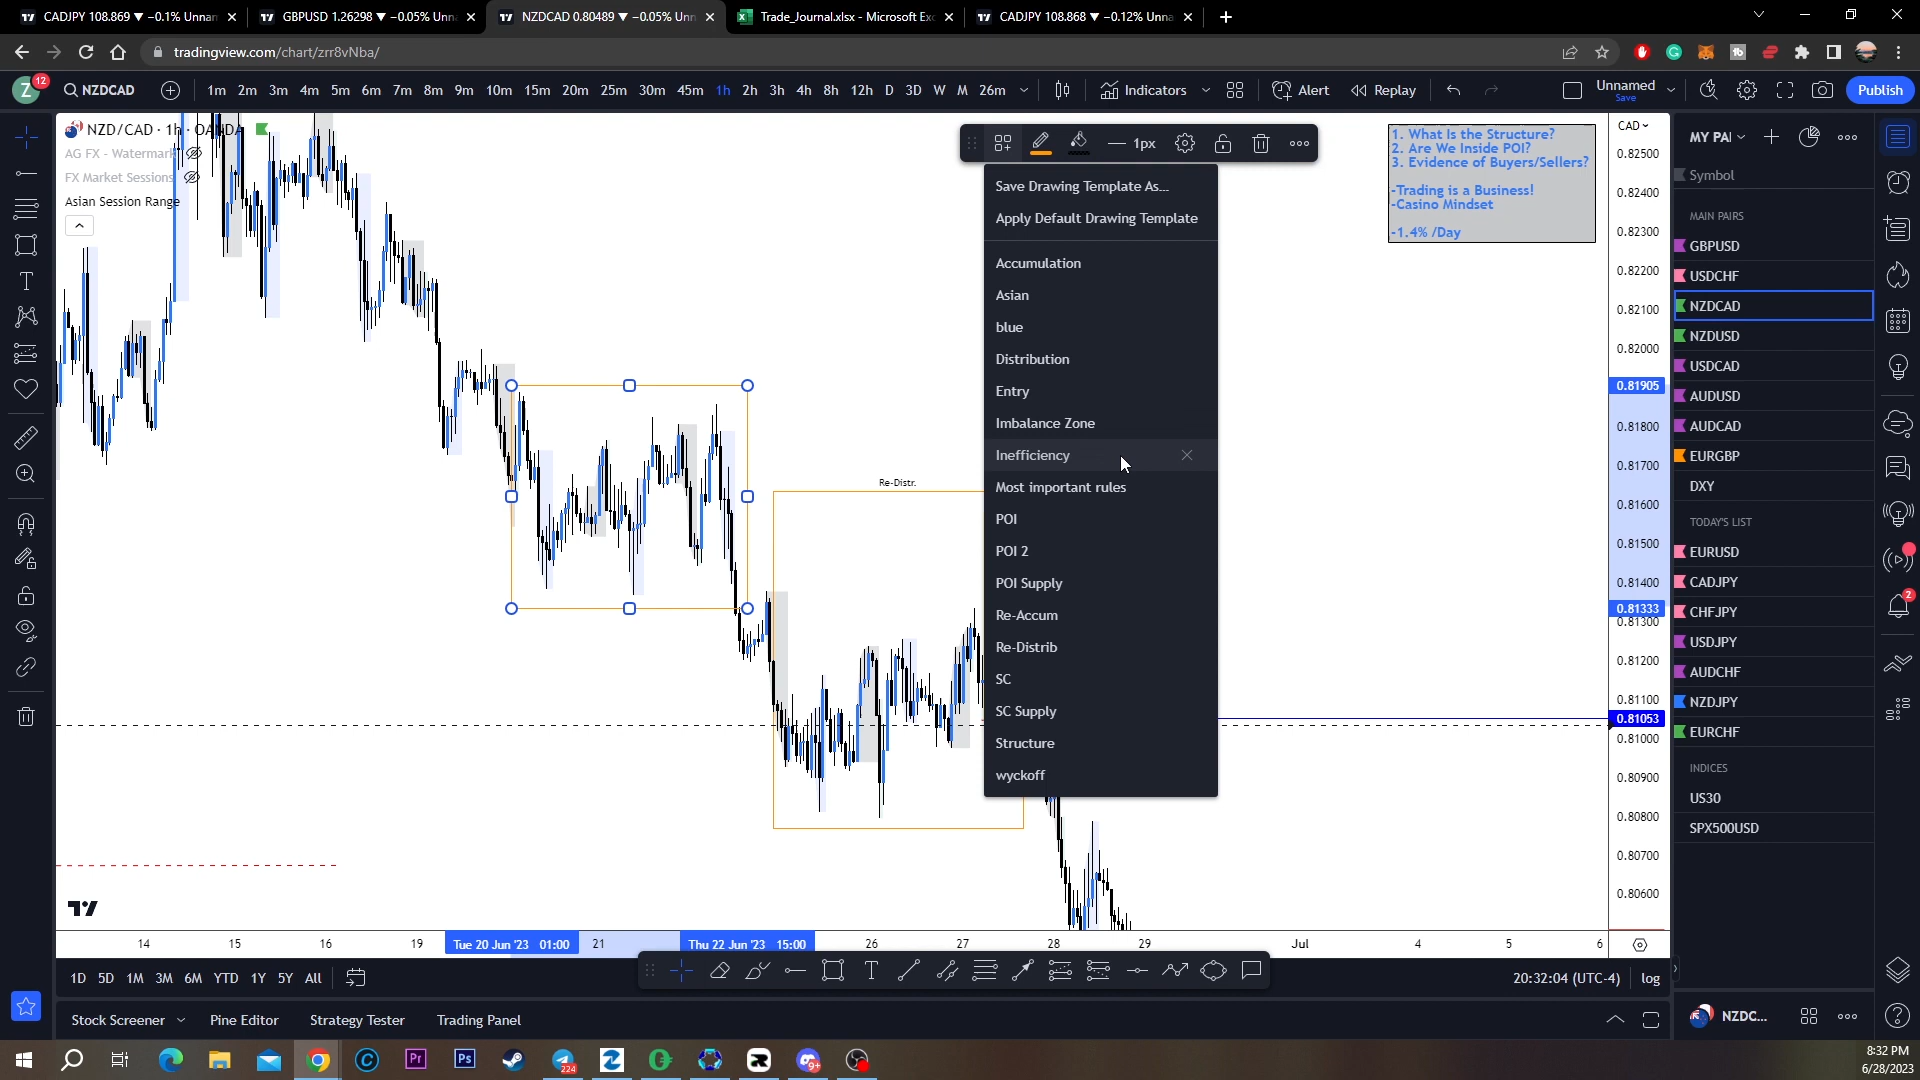 CADJPY 108.869 ▼ −0.1% Unnam
GBPUSD 1.26298 ▼ −0.05% Unn
NZDCAD 0.80489 ▼ −0.05% Unn
Trade_Journal.xlsx - Microsoft Exc
CADJPY 108.868 ▼ −0.12% Unna
tradingview.com/chart/zrr8vNba/
Z
12
NZDCAD
1m 2m 3m 4m 5m 6m 7m 8m 9m 10m 15m 20m 25m 30m 45m 1h 2h 3h 4h 8h 12h D 3D W M 26m
Indicators
Alert
Replay
Unnamed
Save
Publish
NZD/CAD · 1h · OANDA
AG FX - Watermark
FX Market Sessions
Asian Session Range
1px
Save Drawing Template As...
Apply Default Drawing Template
Accumulation
Asian
blue
Distribution
Entry
Imbalance Zone
Inefficiency
Most important rules
POI
POI 2
POI Supply
Re-Accum
Re-Distrib
SC
SC Supply
Structure
wyckoff
Re-Distr.
1. What Is the Structure?
2. Are We Inside POI?
3. Evidence of Buyers/Sellers?
-Trading is a Business!
-Casino Mindset
-1.4% /Day
CAD
0.82500
0.82400
0.82300
0.82200
0.82100
0.82000
0.81905
0.81800
0.81700
0.81600
0.81500
0.81400
0.81333
0.81300
0.81200
0.81100
0.81053
0.81000
0.80900
0.80800
0.80700
0.80600
MY PAI
Symbol
MAIN PAIRS
GBPUSD
USDCHF
NZDCAD
NZDUSD
USDCAD
AUDUSD
AUDCAD
EURGBP
DXY
TODAY'S LIST
EURUSD
CADJPY
CHFJPY
USDJPY
AUDCHF
NZDJPY
EURCHF
INDICES
US30
SPX500USD
2
14 15 16 19 Tue 20 Jun '23 01:00 21 Thu 22 Jun '23 15:00 26 27 28 29 Jul 4 5 6
1D 5D 1M 3M 6M YTD 1Y 5Y All
20:32:04 (UTC-4)
log
Stock Screener
Pine Editor
Strategy Tester
Trading Panel
NZDC...
Pr
Ps
224
9+
8:32 PM
6/28/2023